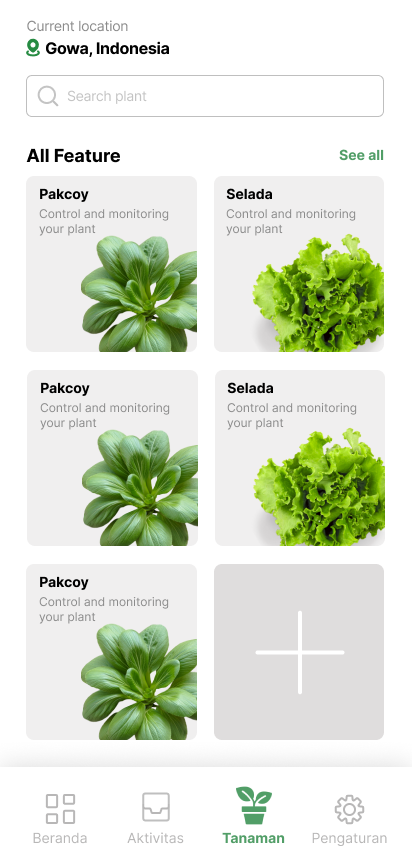 Current location
Gowa, Indonesia
Search plant
All Feature
See all
Pakcoy
Control and monitoring
your plant
Selada
Control and monitoring
your plant
Pakcoy
Control and monitoring
your plant
Selada
Control and monitoring
your plant
Pakcoy
Control and monitoring
your plant
Beranda
Aktivitas
Tanaman
Pengaturan